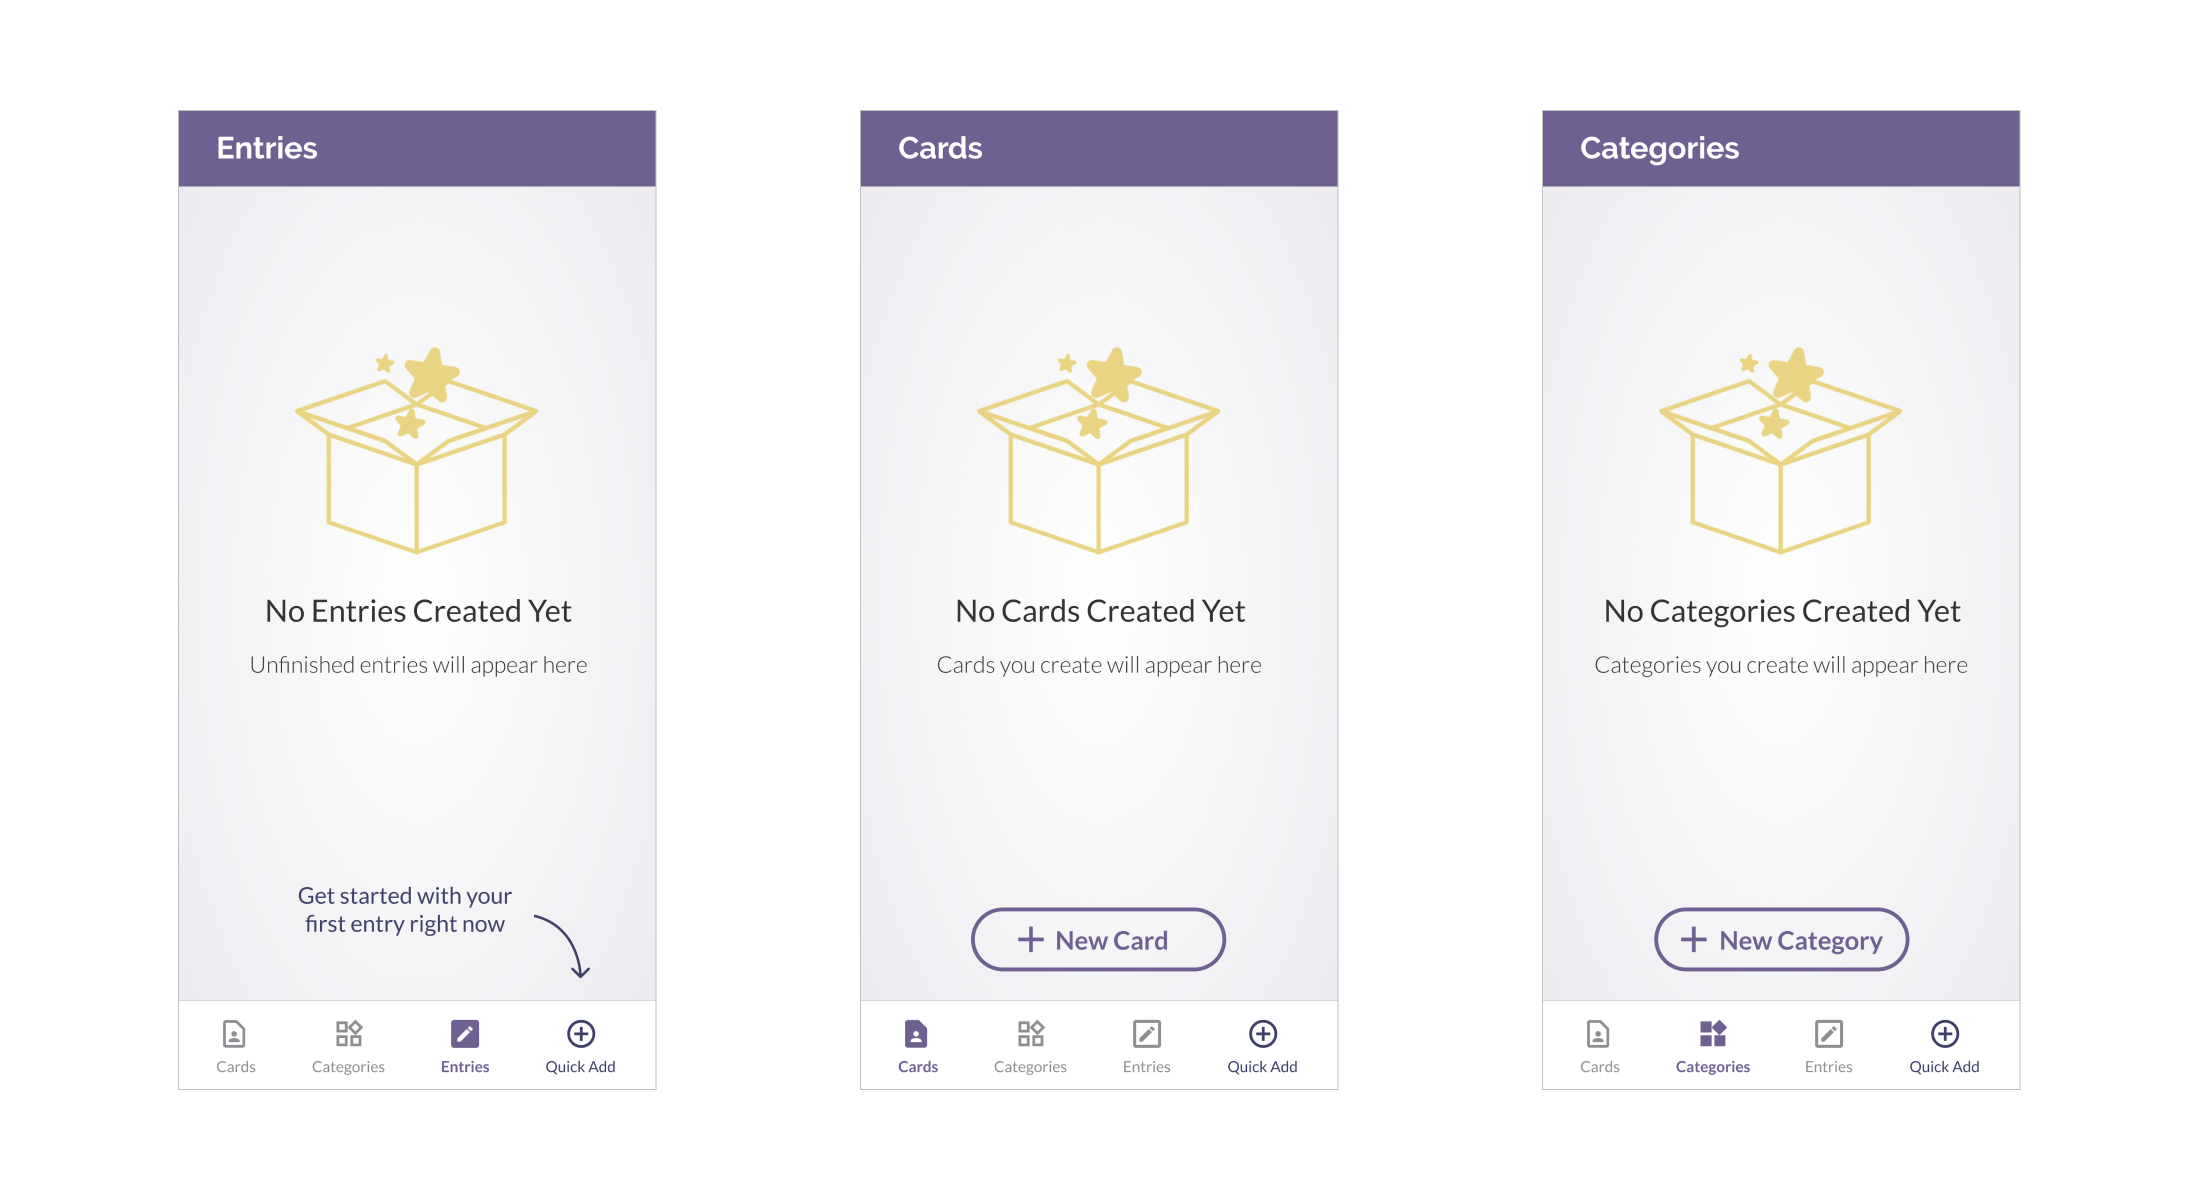 Entries
No Entries Created Yet
Unfinished entries will appear here
Get started with your
first entry right now
Cards
Categories
Entries
Quick Add
Cards
No Cards Created Yet
Cards you create will appear here
New Card
Cards
Categories
Entries
Quick Add
Categories
No Categories Created Yet
Categories you create will appear here
New Category
Cards
Categories
Entries
Quick Add